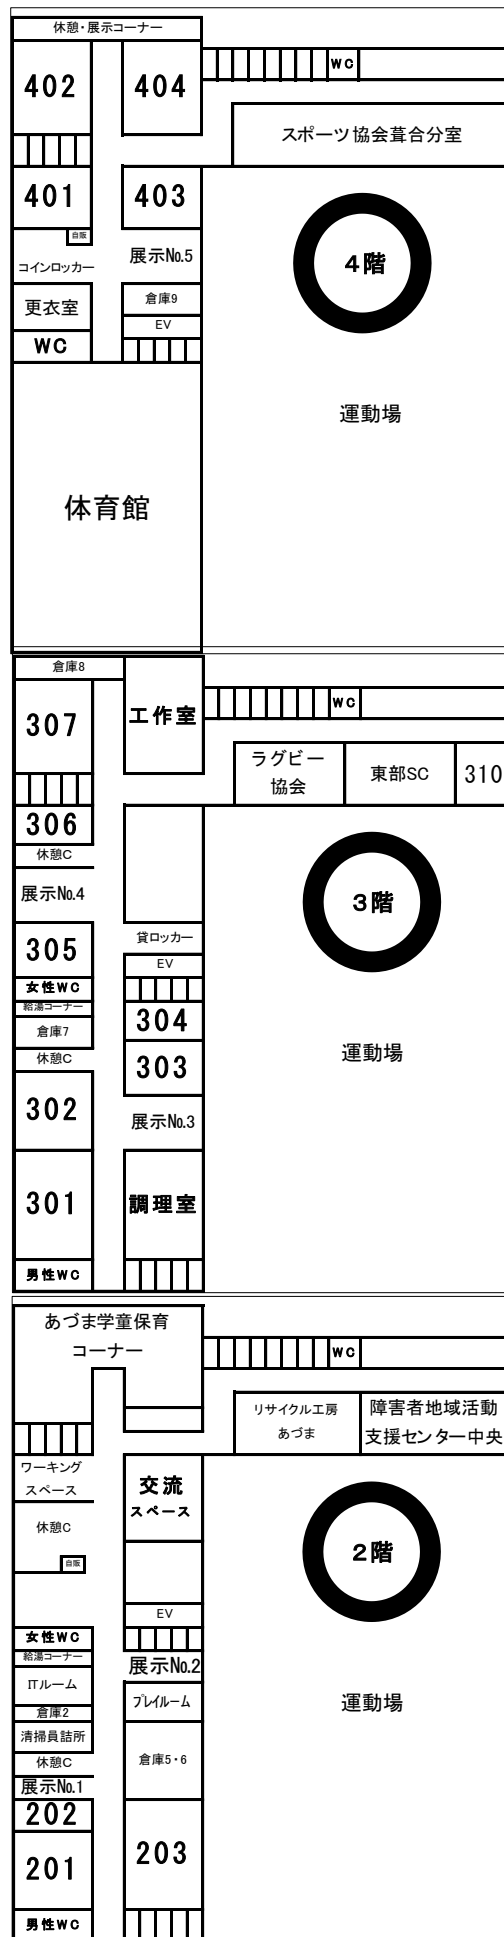 休憩・展示コーナー
402
404
WC
スポーツ協会葺合分室
401
403
自販
コインロッカー
展示No.5
4階
更衣室
倉庫9
EV
WC
運動場
体育館
倉庫8
307
工作室
WC
ラグビー
協会
東部SC
310
306
休憩C
展示No.4
3階
305
貸ロッカー
EV
女性WC
給湯コーナー
倉庫7
304
休憩C
303
運動場
302
展示No.3
301
調理室
男性WC
あづま学童保育
コーナー
WC
リサイクル工房
あづま
障害者地域活動
支援センター中央
ワーキング
スペース
交流
スペース
休憩C
自販
2階
EV
女性WC
給湯コーナー
展示No.2
ITルーム
プレイルーム
倉庫2
運動場
清掃員詰所
休憩C
倉庫5・6
展示No.1
202
201
203
男性WC